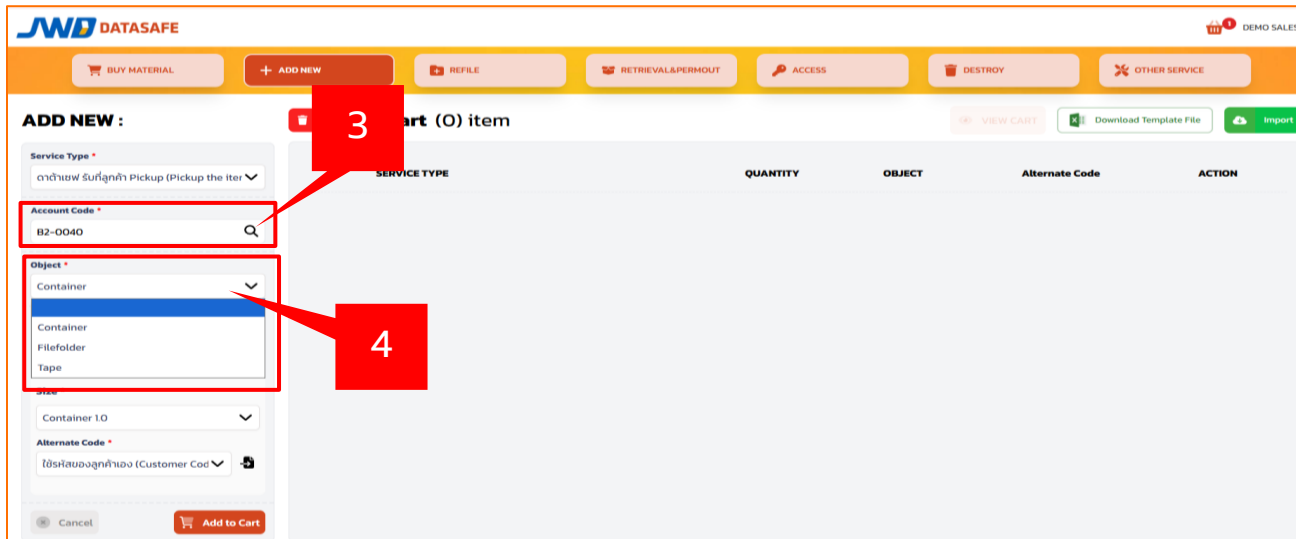 JWD DATASAFE
1
DEMO SALES
BUY MATERIAL
+ ADD NEW
REFILE
RETRIEVAL&PERMOUT
ACCESS
DESTROY
OTHER SERVICE
ADD NEW :
art (0) item
VIEW CART
Download Template File
Import
3
Service Type *
ดาต้าเซฟ รับที่ลูกค้า Pickup (Pickup the iter
SERVICE TYPE
QUANTITY
OBJECT
Alternate Code
ACTION
Account Code *
B2-0040
Object *
Container
Container
Filefolder
Tape
4
Size
Container 1.0
Alternate Code *
ใช้รหัสของลูกค้าเอง (Customer Cod
Cancel
Add to Cart